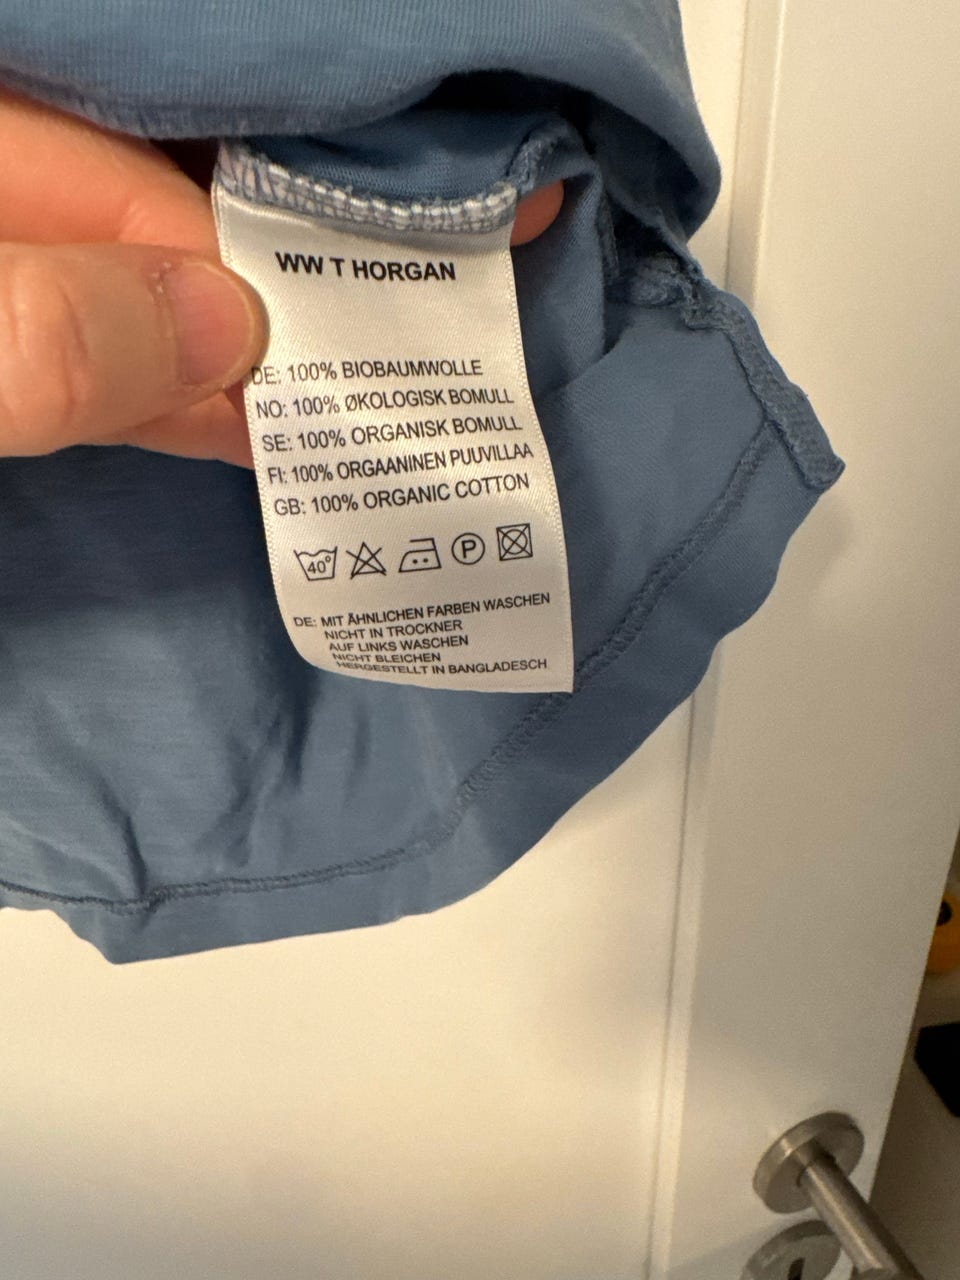 WW T HORGAN
DE: 100% BIOBAUMWOLLE
NO: 100% ØKOLOGISK BOMULL
SE: 100% ORGANISK BOMULL
FI: 100% ORGAANINEN PUUVILLAA
GB: 100% ORGANIC COTTON
40° P
DE: MIT ÄHNLICHEN FARBEN WASCHEN
NICHT IN TROCKNER
AUF LINKS WASCHEN
NICHT BLEICHEN
HERGESTELLT IN BANGLADESCH